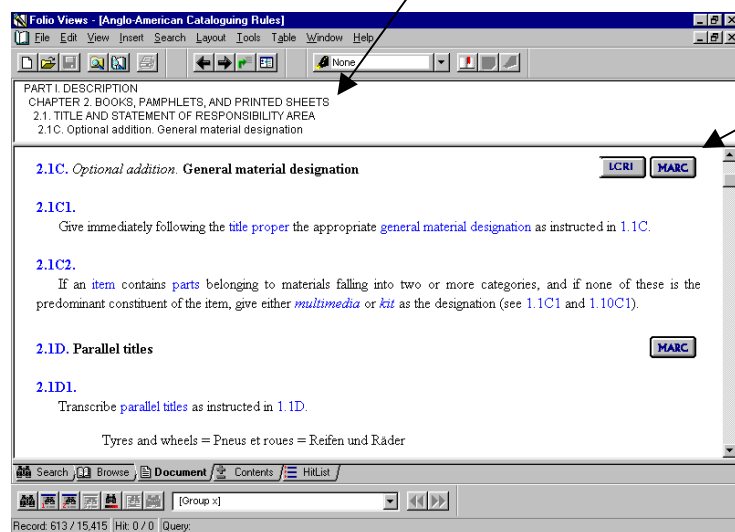 Folio Views - [Anglo-American Cataloguing Rules]
File Edit View Insert Search Layout Tools Table Window Help
None
PART I. DESCRIPTION
CHAPTER 2. BOOKS, PAMPHLETS, AND PRINTED SHEETS
2.1. TITLE AND STATEMENT OF RESPONSIBILITY AREA
2.1C. Optional addition. General material designation
2.1C. Optional addition. General material designation LCRI MARC
2.1C1.
Give immediately following the title proper the appropriate general material designation as instructed in 1.1C.
2.1C2.
If an item contains parts belonging to materials falling into two or more categories, and if none of these is the
predominant constituent of the item, give either multimedia or kit as the designation (see 1.1C1 and 1.10C1).
2.1D. Parallel titles MARC
2.1D1.
Transcribe parallel titles as instructed in 1.1D.
Tyres and wheels = Pneus et roues = Reifen und Räder
Search Browse Document Contents HitList
[Group x]
Record: 613 / 15,415 Hit: 0 / 0 Query: